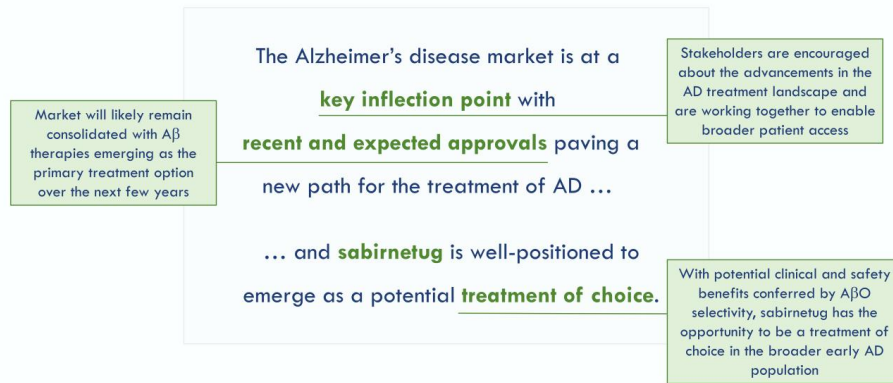 The Alzheimer's disease market is at a
key inflection point with
recent and expected approvals paving a
new path for the treatment of AD ...
... and sabirnetug is well-positioned to
emerge as a potential treatment of choice.
Market will likely remain
consolidated with Aβ
therapies emerging as the
primary treatment option
over the next few years
Stakeholders are encouraged
about the advancements in the
AD treatment landscape and
are working together to enable
broader patient access
With potential clinical and safety
benefits conferred by AβO
selectivity, sabirnetug has the
opportunity to be a treatment of
choice in the broader early AD
population